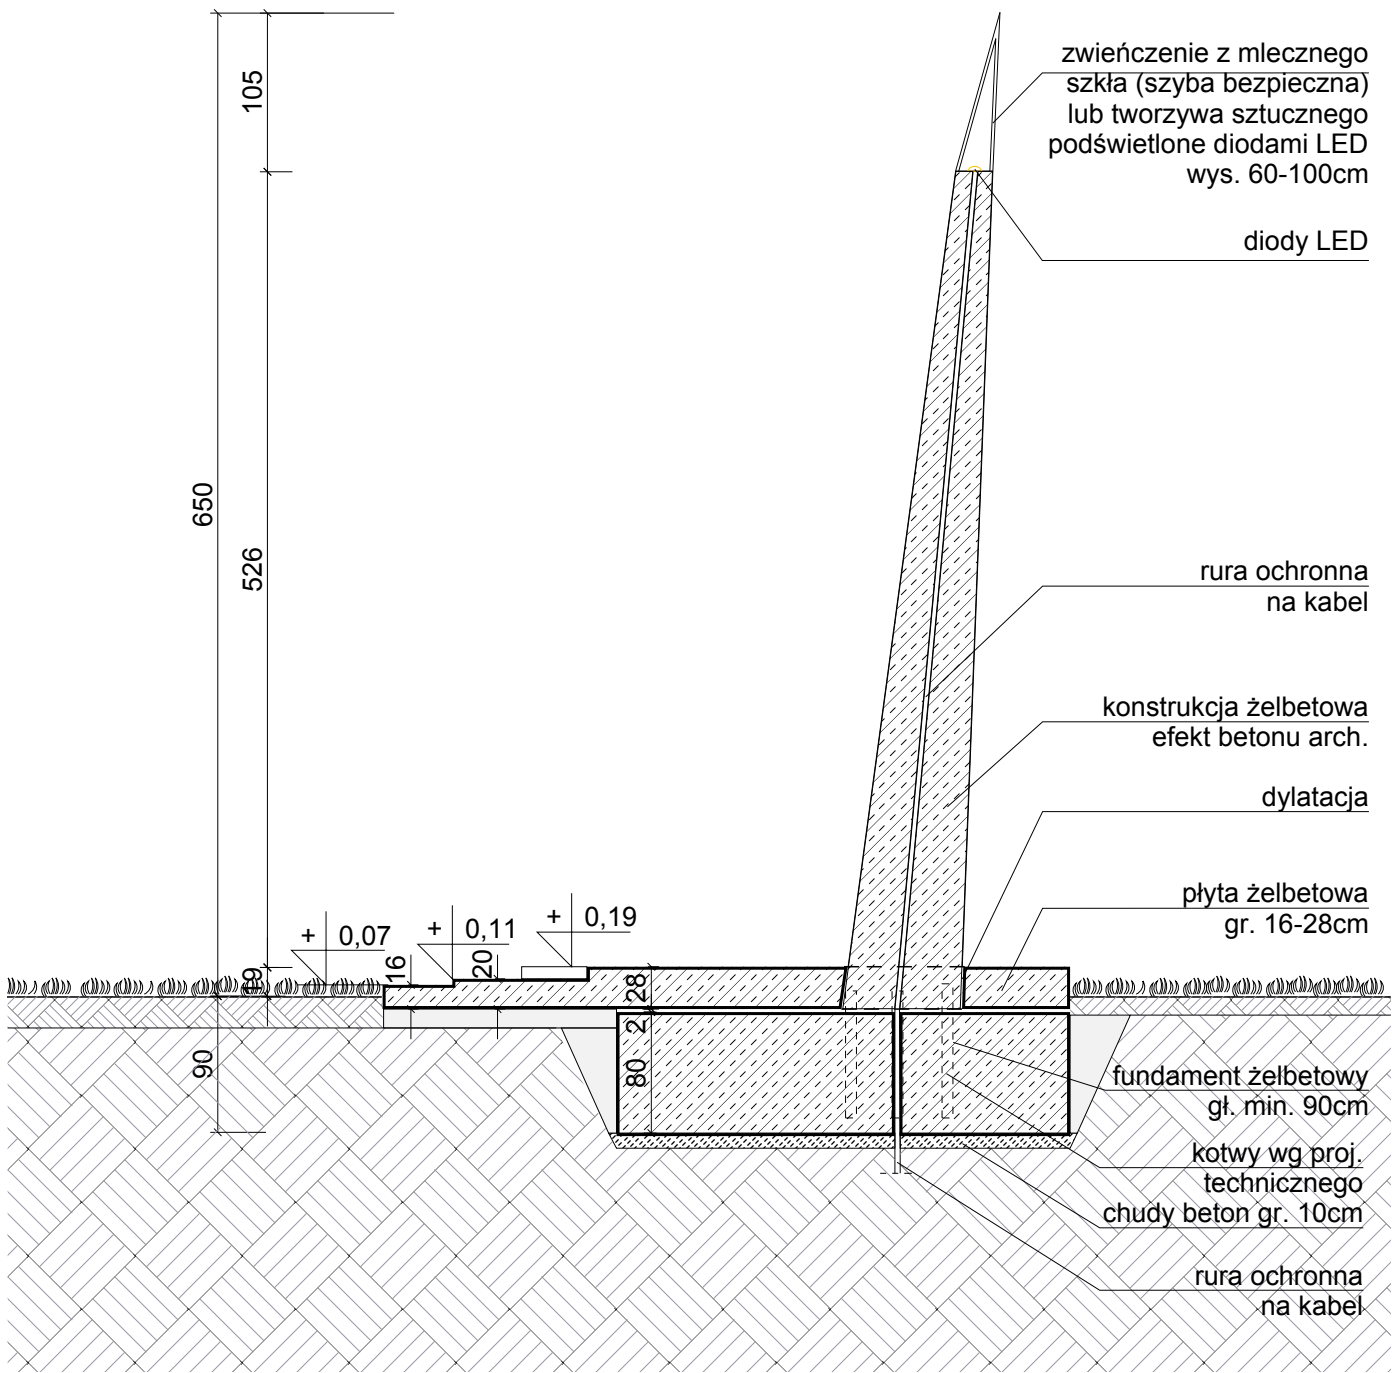 zwieńczenie z mlecznego
szkła (szyba bezpieczna)
lub tworzywa sztucznego
podświetlone diodami LED
wys. 60-100cm
105
diody LED
650
526
rura ochronna
na kabel
konstrukcja żelbetowa
efekt betonu arch.
dylatacja
płyta żelbetowa
gr. 16-28cm
+ 0,07
+ 0,11
+ 0,19
19
16
20
28
2
80
90
fundament żelbetowy
gł. min. 90cm
kotwy wg proj.
technicznego
chudy beton gr. 10cm
rura ochronna
na kabel